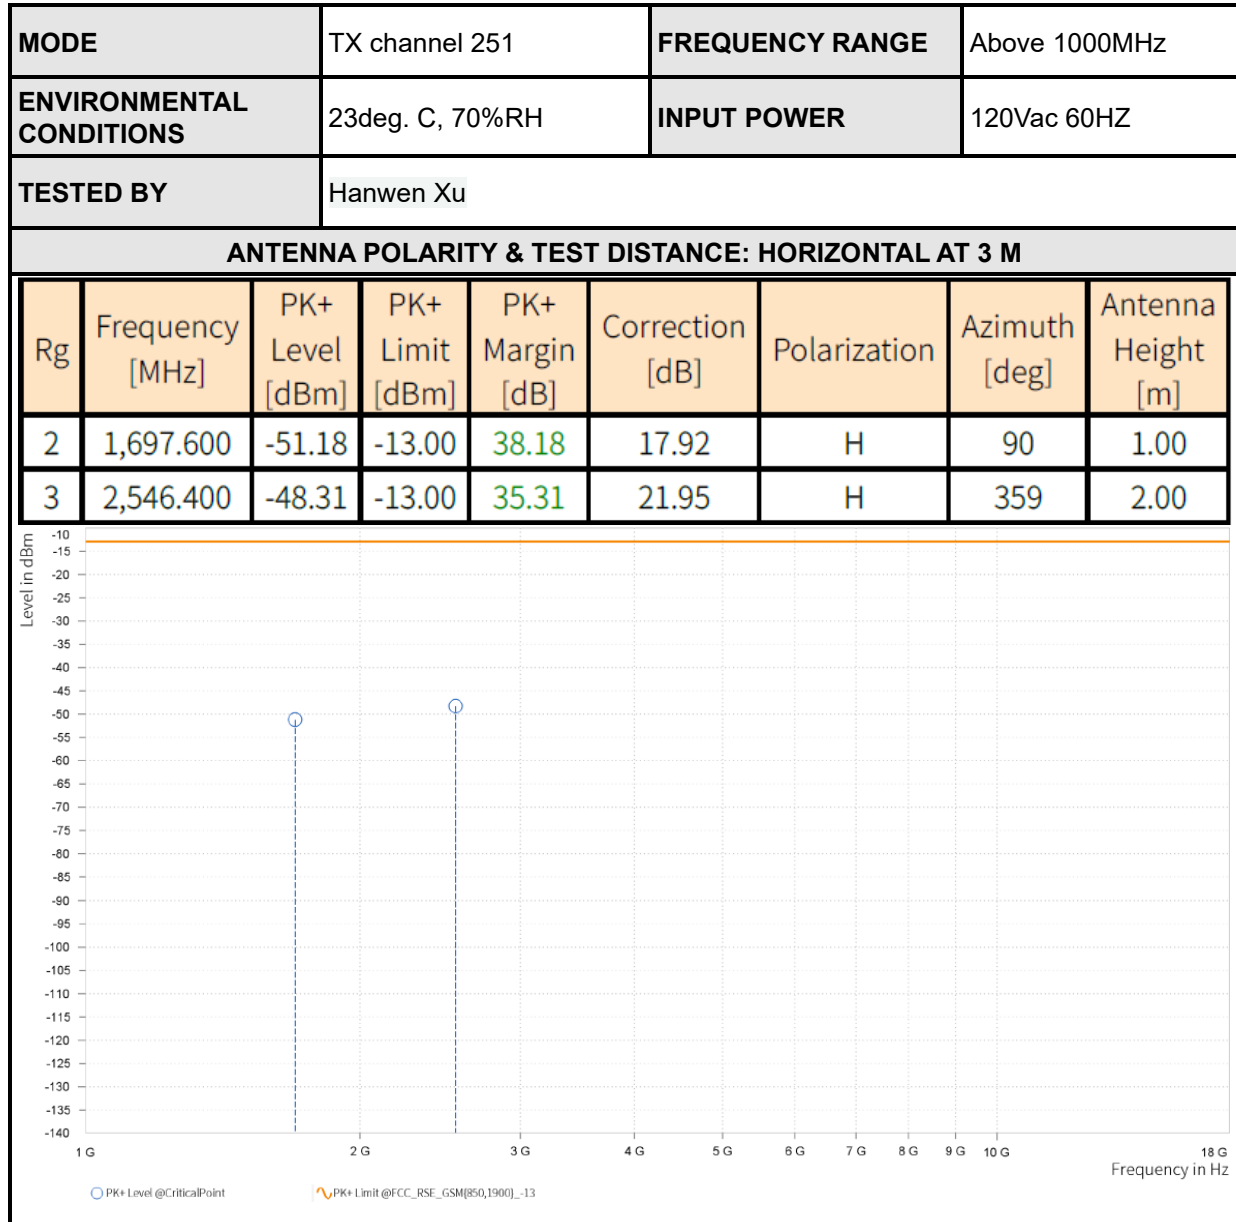 MODE TX channel 251 FREQUENCY RANGE Above 1000MHz
ENVIRONMENTAL CONDITIONS 23deg. C, 70%RH INPUT POWER 120Vac 60HZ
TESTED BY Hanwen Xu
ANTENNA POLARITY & TEST DISTANCE: HORIZONTAL AT 3 M
Rg Frequency [MHz] PK+ Level [dBm] PK+ Limit [dBm] PK+ Margin [dB] Correction [dB] Polarization Azimuth [deg] Antenna Height [m]
2 1,697.600 -51.18 -13.00 38.18 17.92 H 90 1.00
3 2,546.400 -48.31 -13.00 35.31 21.95 H 359 2.00
Level in dBm
-10
-15
-20
-25
-30
-35
-40
-45
-50
-55
-60
-65
-70
-75
-80
-85
-90
-95
-100
-105
-110
-115
-120
-125
-130
-135
-140
1 G 2 G 3 G 4 G 5 G 6 G 7 G 8 G 9 G 10 G 18 G
Frequency in Hz
PK+ Level @CriticalPoint PK+ Limit @FCC_RSE_GSM(850,1900)_-13